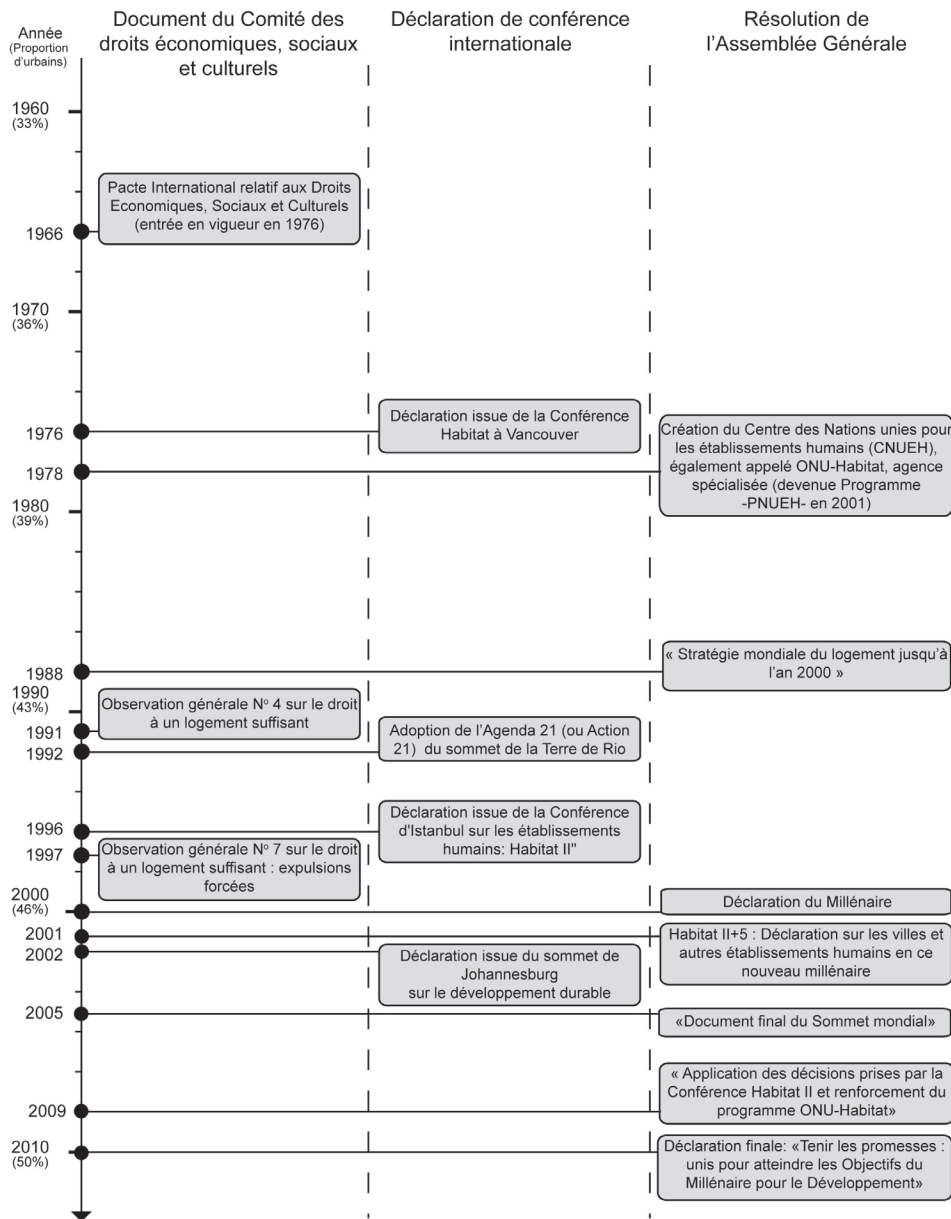 Année
(Proportion
d'urbains)
Document du Comité des
droits économiques, sociaux
et culturels
Déclaration de conférence
internationale
Résolution de
l'Assemblée Générale
1960
(33%)
Pacte International relatif aux Droits
Economiques, Sociaux et Culturels
(entrée en vigueur en 1976)
1966
1970
(36%)
1976
Déclaration issue de la Conférence
Habitat à Vancouver
1978
Création du Centre des Nations unies pour
les établissements humains (CNUEH),
également appelé ONU-Habitat, agence
spécialisée (devenue Programme
-PNUEH- en 2001)
1980
(39%)
1988
« Stratégie mondiale du logement jusqu'à
l'an 2000 »
1990
(43%)
1991
Observation générale Nº 4 sur le droit
à un logement suffisant
1992
Adoption de l'Agenda 21 (ou Action
21) du sommet de la Terre de Rio
1996
Déclaration issue de la Conférence
d'Istanbul sur les établissements
humains: Habitat II"
1997
Observation générale Nº 7 sur le droit
à un logement suffisant : expulsions
forcées
2000
(46%)
Déclaration du Millénaire
2001
Habitat II+5 : Déclaration sur les villes et
autres établissements humains en ce
nouveau millénaire
2002
Déclaration issue du sommet de
Johannesburg
sur le développement durable
2005
«Document final du Sommet mondial»
2009
« Application des décisions prises par la
Conférence Habitat II et renforcement du
programme ONU-Habitat»
2010
(50%)
Déclaration finale: «Tenir les promesses :
unis pour atteindre les Objectifs du
Millénaire pour le Développement»